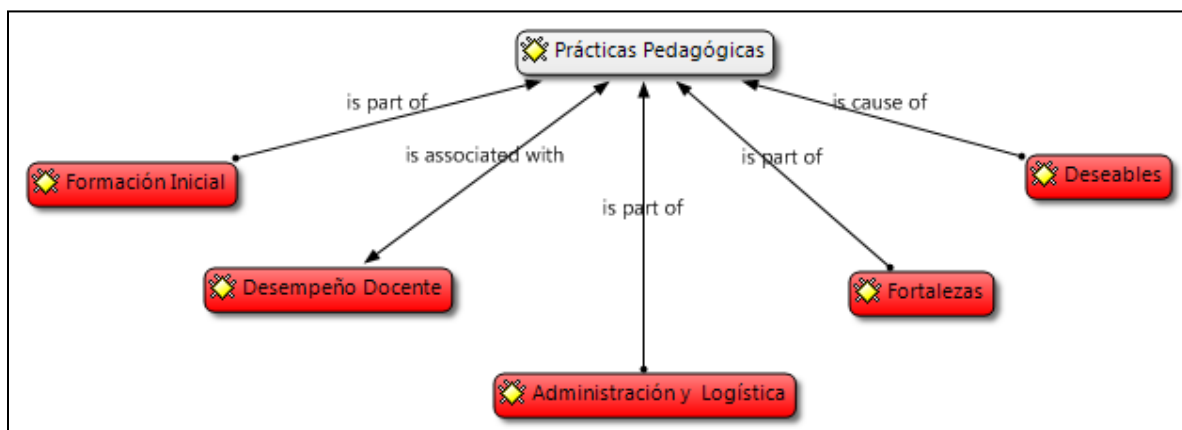 Prácticas Pedagógicas
is part of
is cause of
is associated with
is part of
Formación Inicial
Deseables
is part of
Desempeño Docente
Fortalezas
Administración y Logística